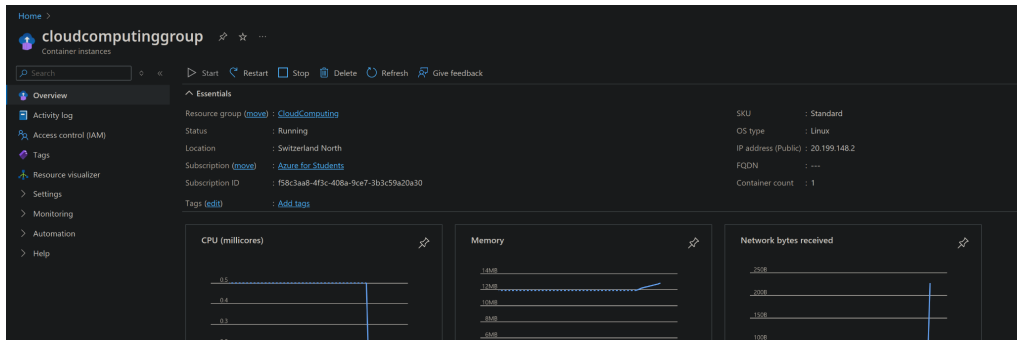 Home >
cloudcomputinggroup
Container instances
Search
Start Restart Stop Delete Refresh Give feedback
Overview
Activity log
Access control (IAM)
Tags
Resource visualizer
Settings
Monitoring
Automation
Help
Essentials
Resource group (move) : CloudComputing
Status : Running
Location : Switzerland North
Subscription (move) : Azure for Students
Subscription ID : f58c3aa8-4f3c-408a-9ce7-3b3c59a20a30
Tags (edit) : Add tags
SKU : Standard
OS type : Linux
IP address (Public) : 20.199.148.2
FQDN : ---
Container count : 1
CPU (millicores)
0.5
0.4
0.3
Memory
14MB
12MB
10MB
8MB
6MB
Network bytes received
250B
200B
150B
100B